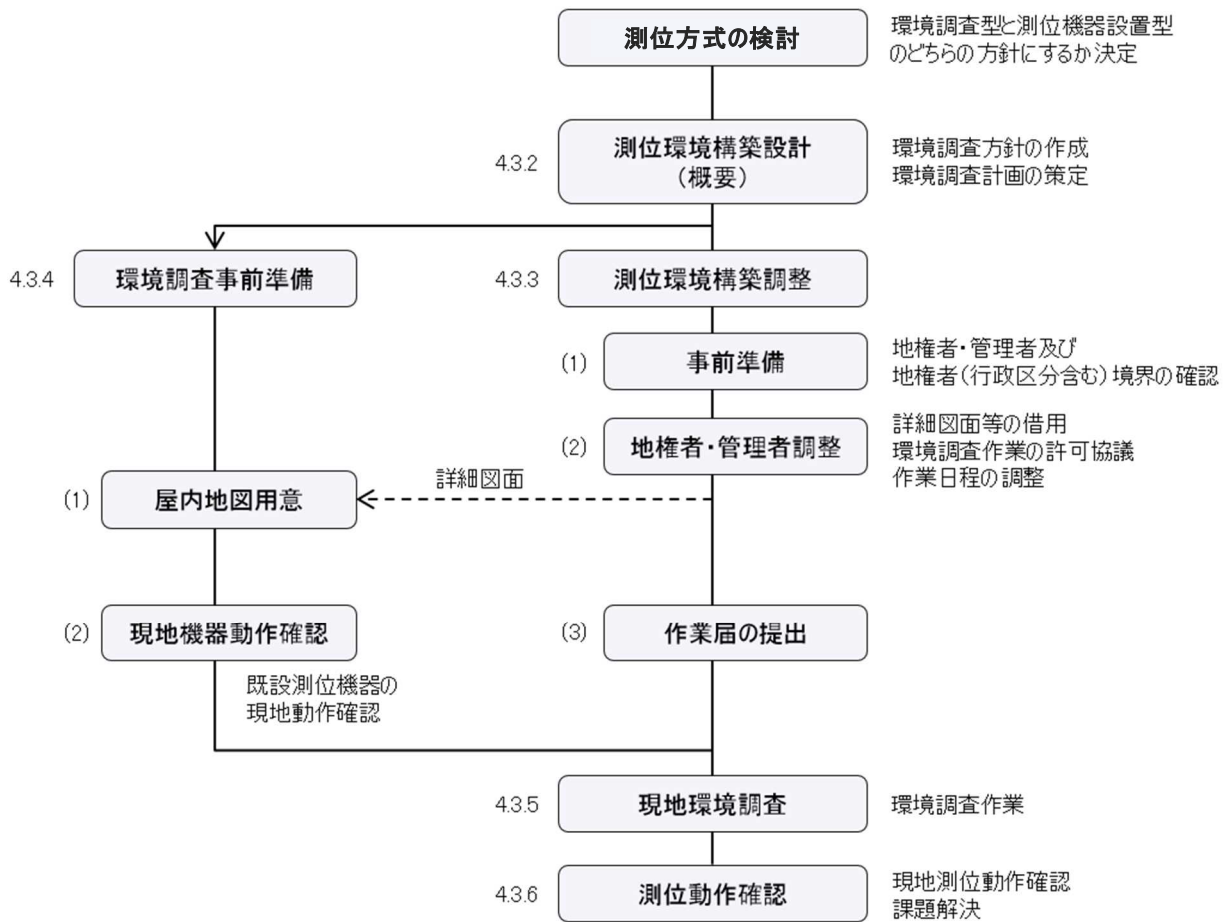 測位方式の検討
環境調査型と測位機器設置型
のどちらの方針にするか決定
4.3.2
測位環境構築設計
（概要）
環境調査方針の作成
環境調査計画の策定
4.3.4
環境調査事前準備
4.3.3
測位環境構築調整
(1)
事前準備
地権者・管理者及び
地権者（行政区分含む）境界の確認
(2)
地権者・管理者調整
詳細図面等の借用
環境調査作業の許可協議
作業日程の調整
詳細図面
(1)
屋内地図用意
(2)
現地機器動作確認
既設測位機器の
現地動作確認
(3)
作業届の提出
4.3.5
現地環境調査
環境調査作業
4.3.6
測位動作確認
現地測位動作確認
課題解決